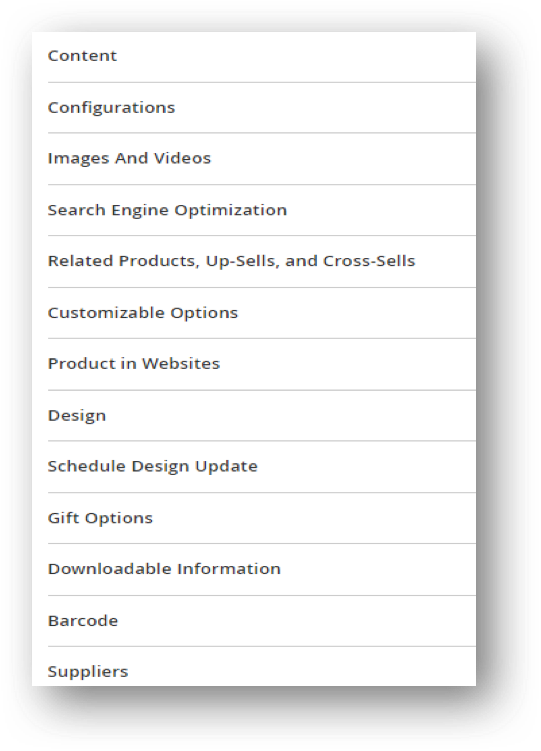 Content
Configurations
Images And Videos
Search Engine Optimization
Related Products, Up-Sells, and Cross-Sells
Customizable Options
Product in Websites
Design
Schedule Design Update
Gift Options
Downloadable Information
Barcode
Suppliers